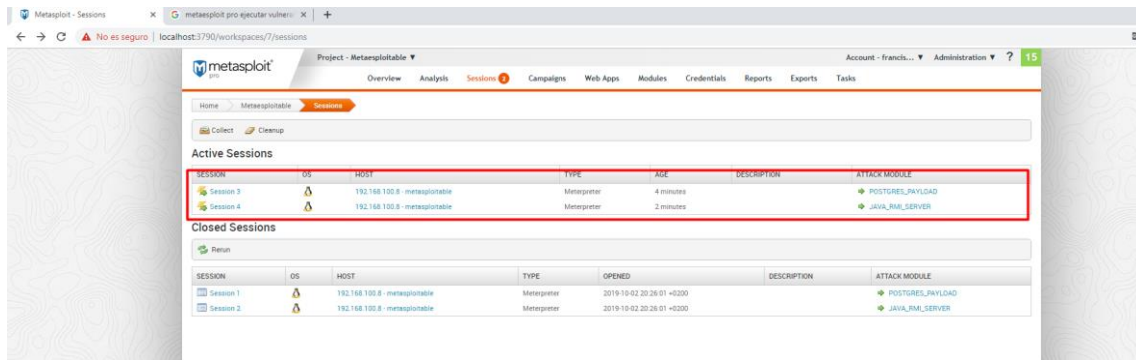 Metasploit - Sessions
metaesploit pro ejecutar vulnera
No es seguro | localhost:3790/workspaces/7/sessions
metasploit®
pro
Project - Metaesploitable ▼
Account - francis... ▼ Administration ▼ ? 15
Overview Analysis Sessions 2 Campaigns Web Apps Modules Credentials Reports Exports Tasks
Home Metaesploitable Sessions
Collect Cleanup
Active Sessions
SESSION OS HOST TYPE AGE DESCRIPTION ATTACK MODULE
Session 3 192.168.100.8 - metasploitable Meterpreter 4 minutes POSTGRES_PAYLOAD
Session 4 192.168.100.8 - metasploitable Meterpreter 2 minutes JAVA_RMI_SERVER
Closed Sessions
Rerun
SESSION OS HOST TYPE OPENED DESCRIPTION ATTACK MODULE
Session 1 192.168.100.8 - metasploitable Meterpreter 2019-10-02 20:26:01 +0200 POSTGRES_PAYLOAD
Session 2 192.168.100.8 - metasploitable Meterpreter 2019-10-02 20:26:01 +0200 JAVA_RMI_SERVER